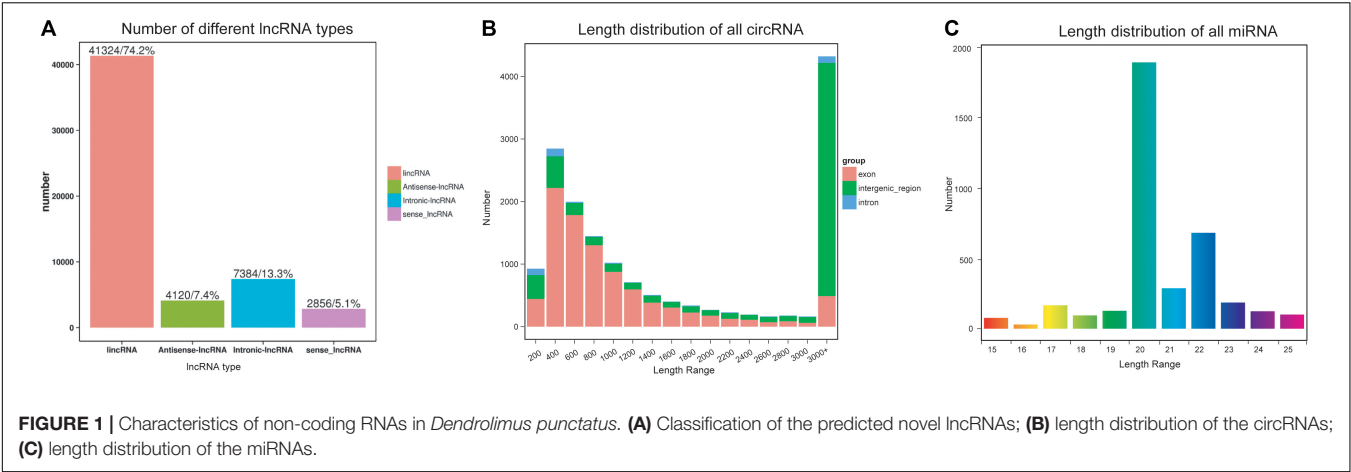 A
Number of different lncRNA types
41324/74.2%
40000
30000
20000
10000
0
number
4120/7.4%
7384/13.3%
2856/5.1%
lincRNA
Antisense-lncRNA
Intronic-lncRNA
sense_lncRNA
lncRNA type
lincRNA
Antisense-lncRNA
Intronic-lncRNA
sense_lncRNA
B
Length distribution of all circRNA
4000
3000
2000
1000
0
Number
200 400 600 800 1000 1200 1400 1600 1800 2000 2200 2400 2600 2800 3000 3000+
Length Range
group
exon
intergenic_region
intron
C
Length distribution of all miRNA
2000
1500
1000
500
0
Number
15 16 17 18 19 20 21 22 23 24 25
Length Range
FIGURE 1 | Characteristics of non-coding RNAs in Dendrolimus punctatus. (A) Classification of the predicted novel lncRNAs; (B) length distribution of the circRNAs;
(C) length distribution of the miRNAs.